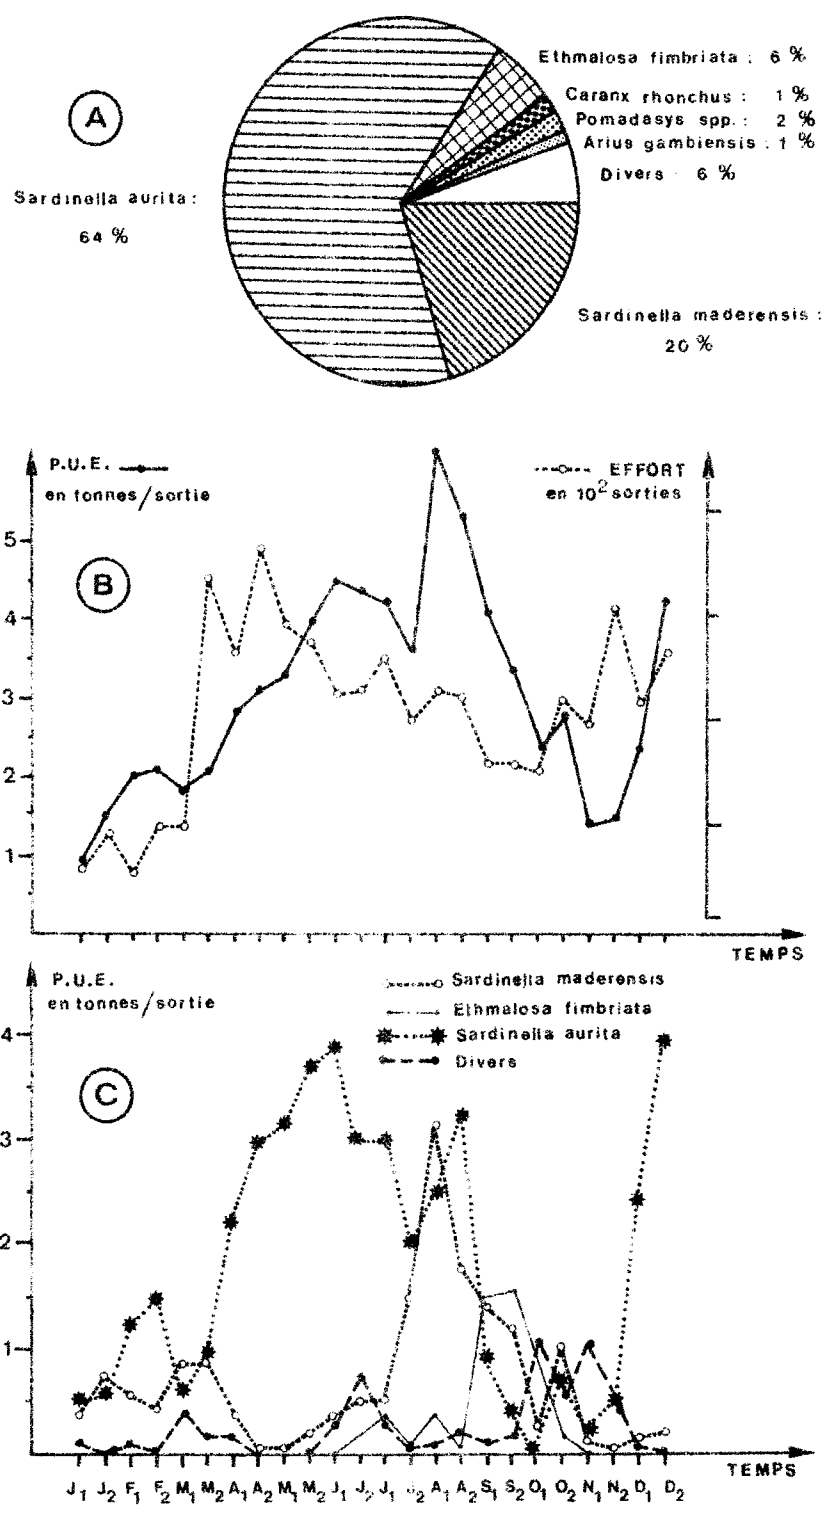 A
Ethmalosa fimbriata : 6 %
Caranx rhonchus : 1 %
Pomadasys spp. : 2 %
Arius gambiensis : 1 %
Divers 6 %
Sardinella aurita :
64 %
Sardinella maderensis :
20 %
P.U.E.
en tonnes/sortie
EFFORT
en 10² sorties
B
5
4
3
2
1
TEMPS
P.U.E.
en tonnes/sortie
Sardinella maderensis
Ethmalosa fimbriata
Sardinella aurita
Divers
C
4
3
2
1
TEMPS
J₁ J₂ F₁ F₂ M₁ M₂ A₁ A₂ M₁ M₂ J₁ J₂ J₁ J₂ A₁ A₂ S₁ S₂ O₁ O₂ N₁ N₂ D₁ D₂